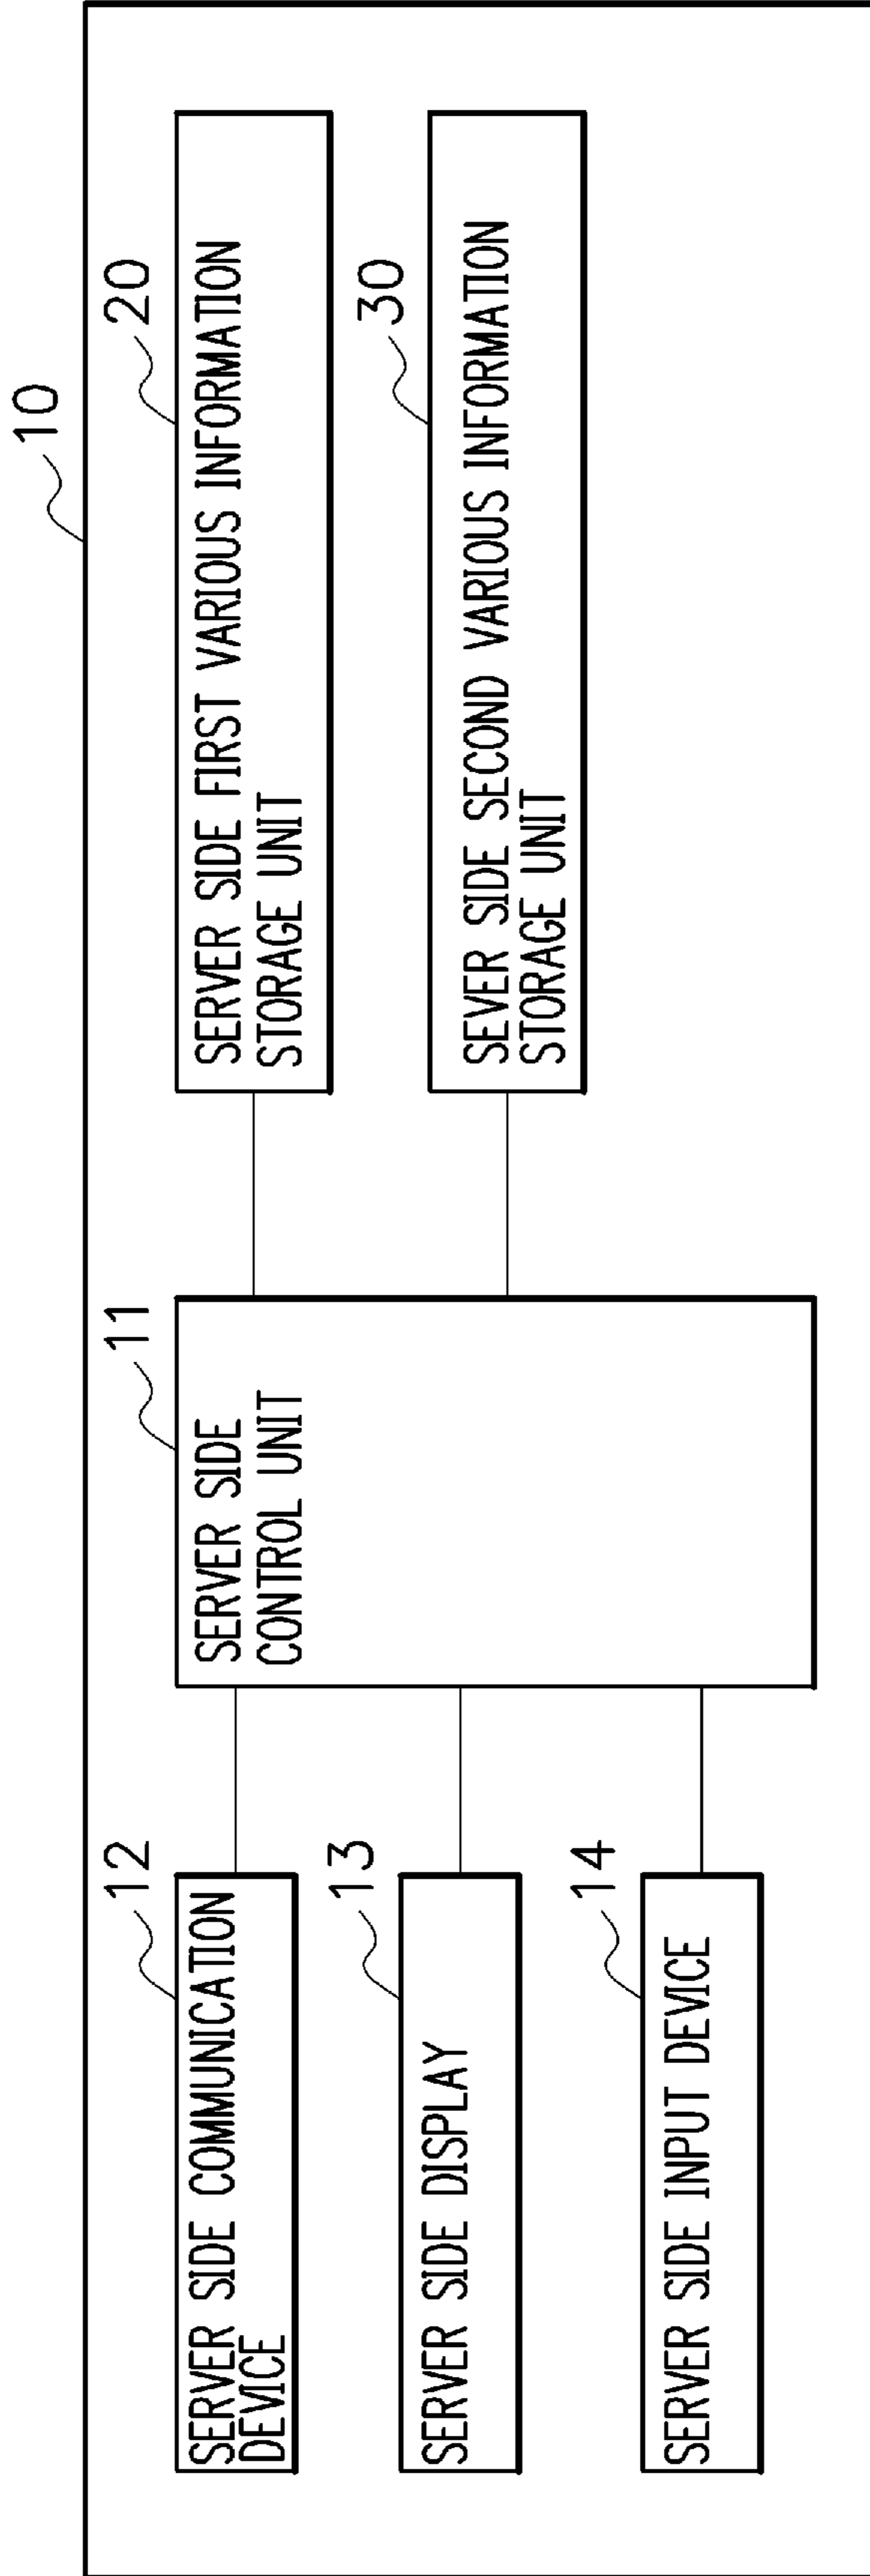 10
12
SERVER SIDE COMMUNICATION
DEVICE
13
SERVER SIDE DISPLAY
14
SERVER SIDE INPUT DEVICE
11
SERVER SIDE
CONTROL UNIT
20
SERVER SIDE FIRST VARIOUS INFORMATION
STORAGE UNIT
30
SEVER SIDE SECOND VARIOUS INFORMATION
STORAGE UNIT